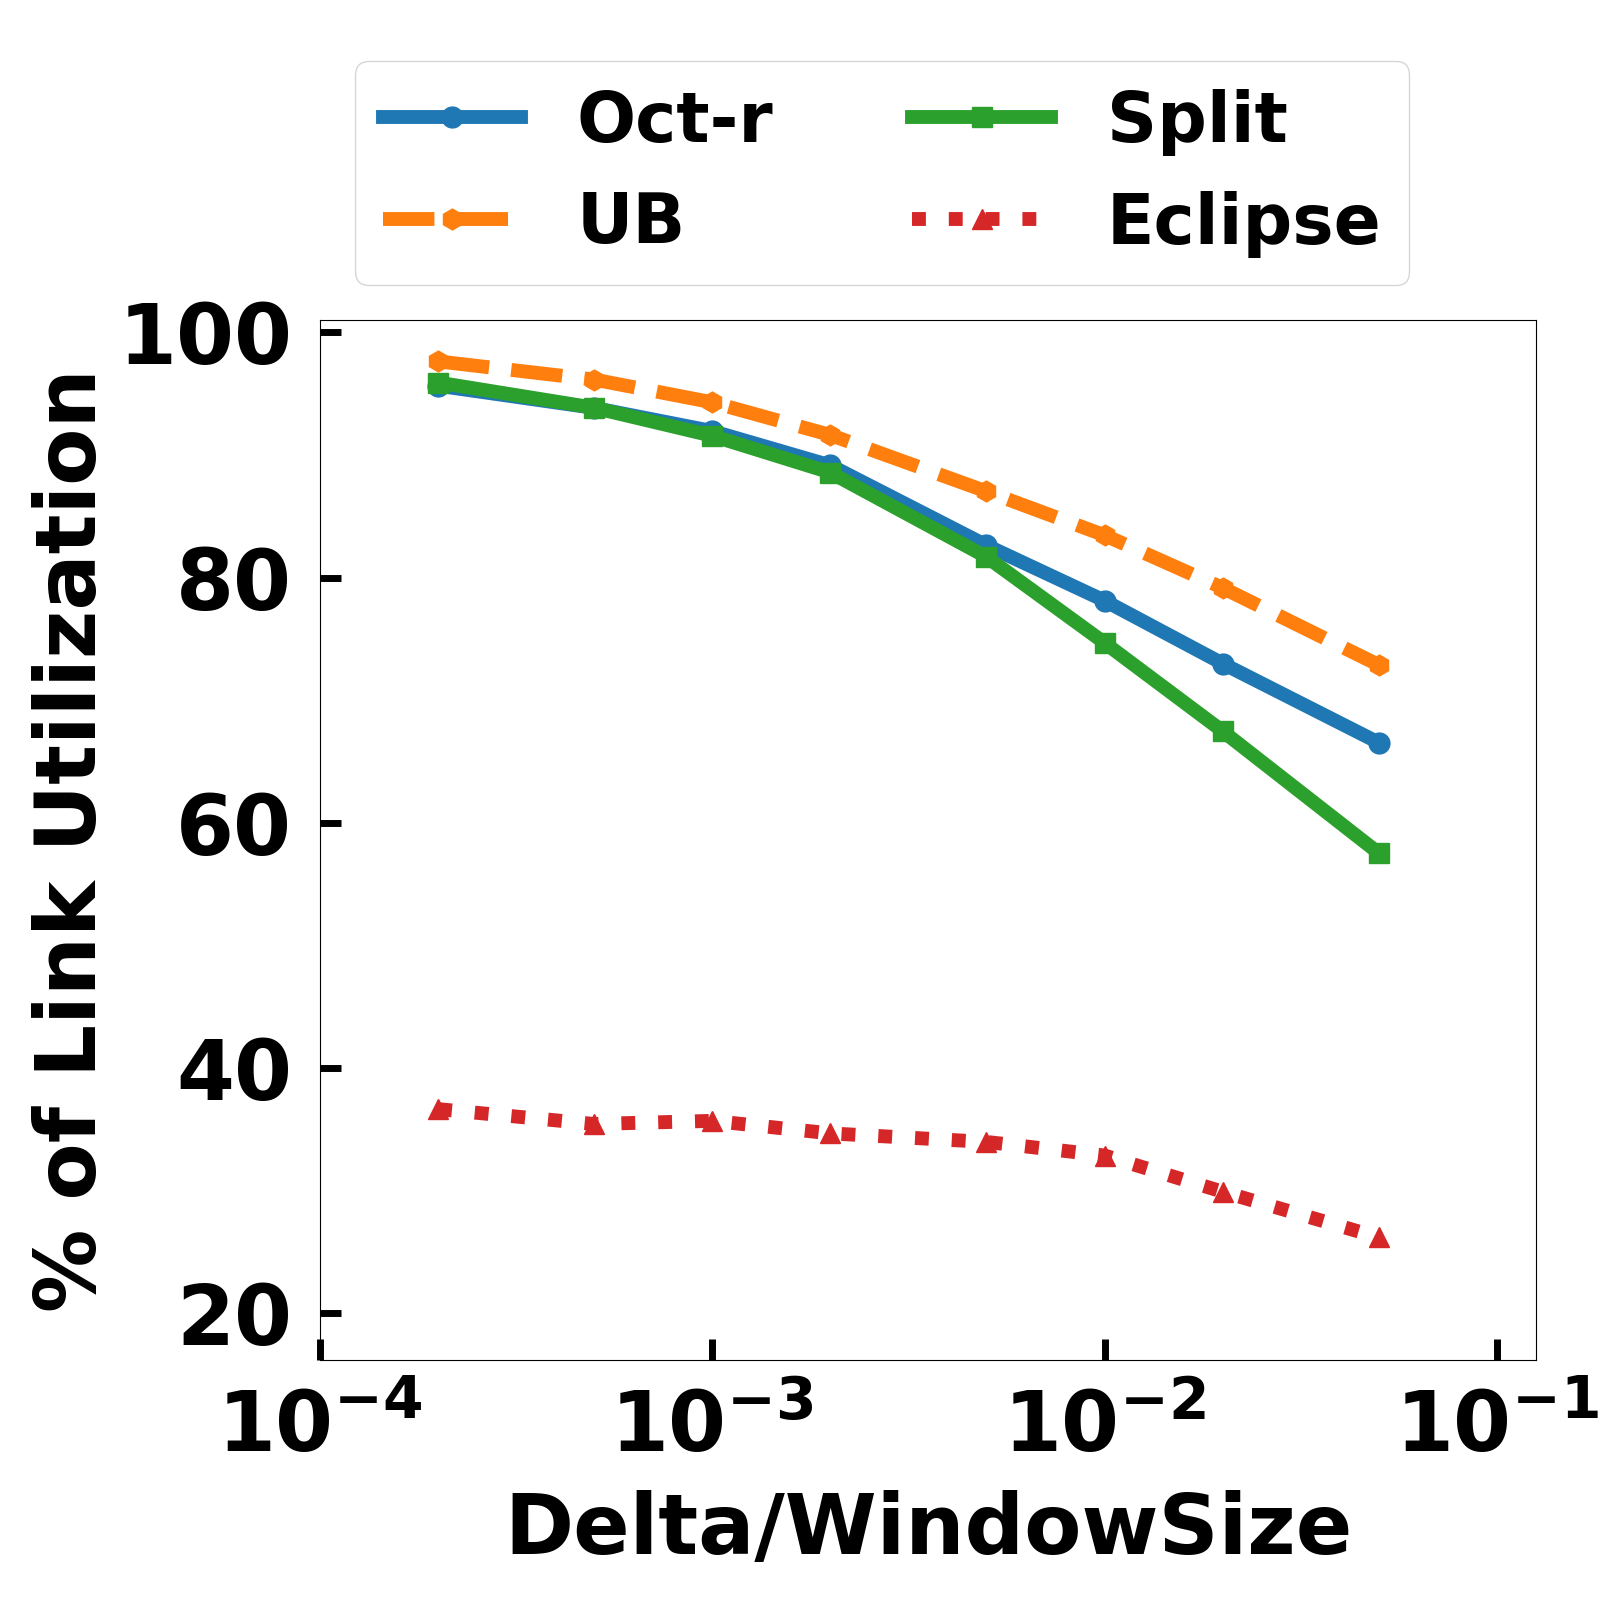 Oct-r
Split
UB
Eclipse
% of Link Utilization
100
80
60
40
20
10⁻⁴
10⁻³
10⁻²
10⁻¹
Delta/WindowSize